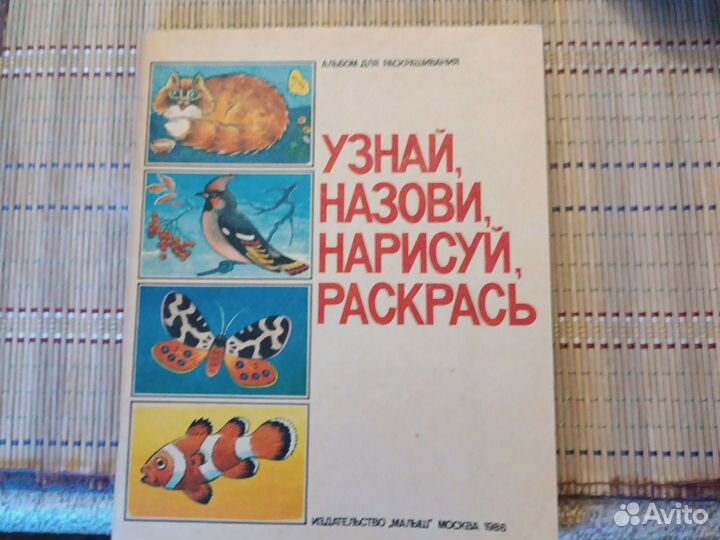 АЛЬБОМ ДЛЯ РАСКРАШИВАНИЯ
УЗНАЙ,
НАЗОВИ,
НАРИСУЙ,
РАСКРАСЬ
ИЗДАТЕЛЬСТВО „МАЛЫШ" МОСКВА 1986
Avito